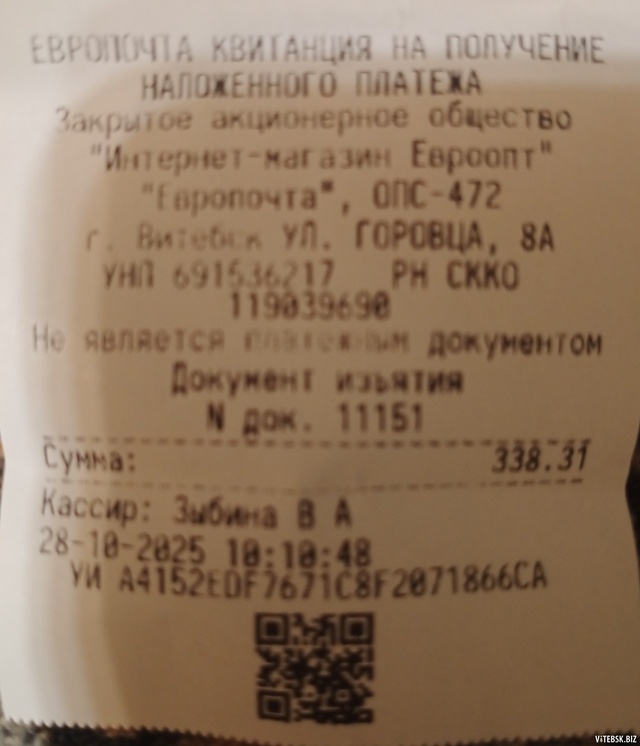 ЕВРОПОЧТА КВИТАНЦИЯ НА ПОЛУЧЕНИЕ
НАЛОЖЕННОГО ПЛАТЕЖА
Закрытое акционерное общество
"Интернет-магазин Евроопт"
"Европочта", ОПС-472
г. Витебск УЛ. ГОРОВЦА, 8А
УНП 691536217 РН СККО
119039690
Не является платежным документом
Документ изъятия
N док. 11151
Сумма: 338.31
Кассир: Зыбина В А
28-10-2025 10:10:48
УИ A4152EDF7671C8F2071866CA
ViTEBSK.BIZ